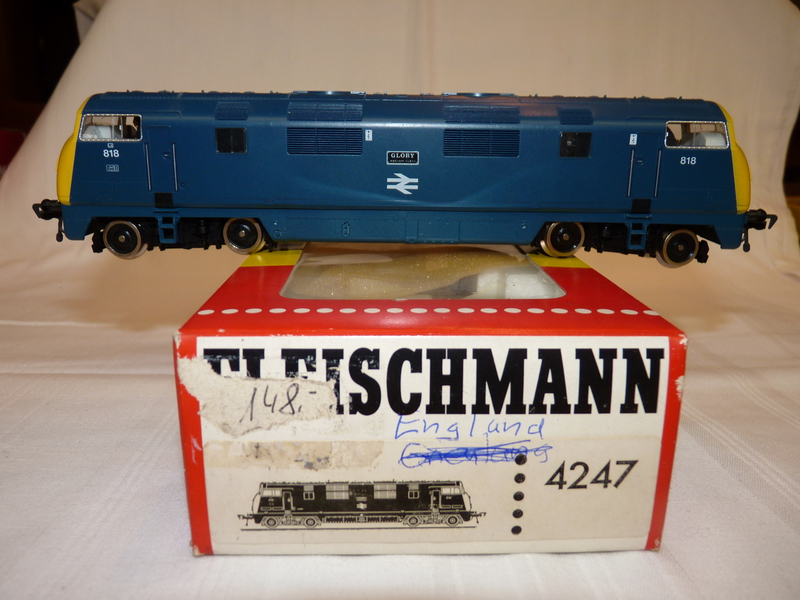 818
GLORY
818
FLEISCHMANN
148.-
England
4247